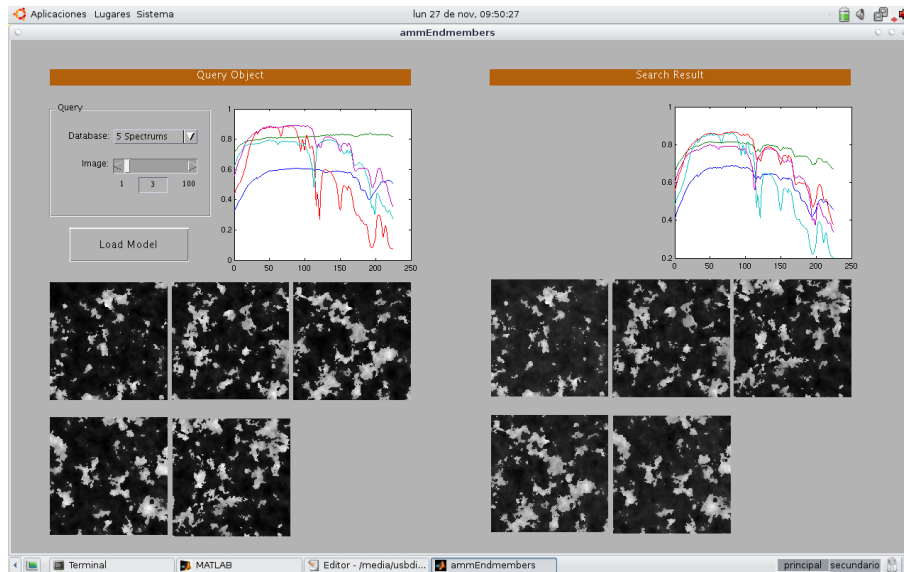 Aplicaciones Lugares Sistema
lun 27 de nov, 09:50:27
ammEndmembers
Query Object
Query
Database: 5 Spectrums
Image:
1 3 100
Load Model
1
0.8
0.6
0.4
0.2
0
0 50 100 150 200 250
Search Result
1
0.8
0.6
0.4
0.2
0 50 100 150 200 250
Terminal
MATLAB
Editor - /media/usbdi...
ammEndmembers
principal secundario